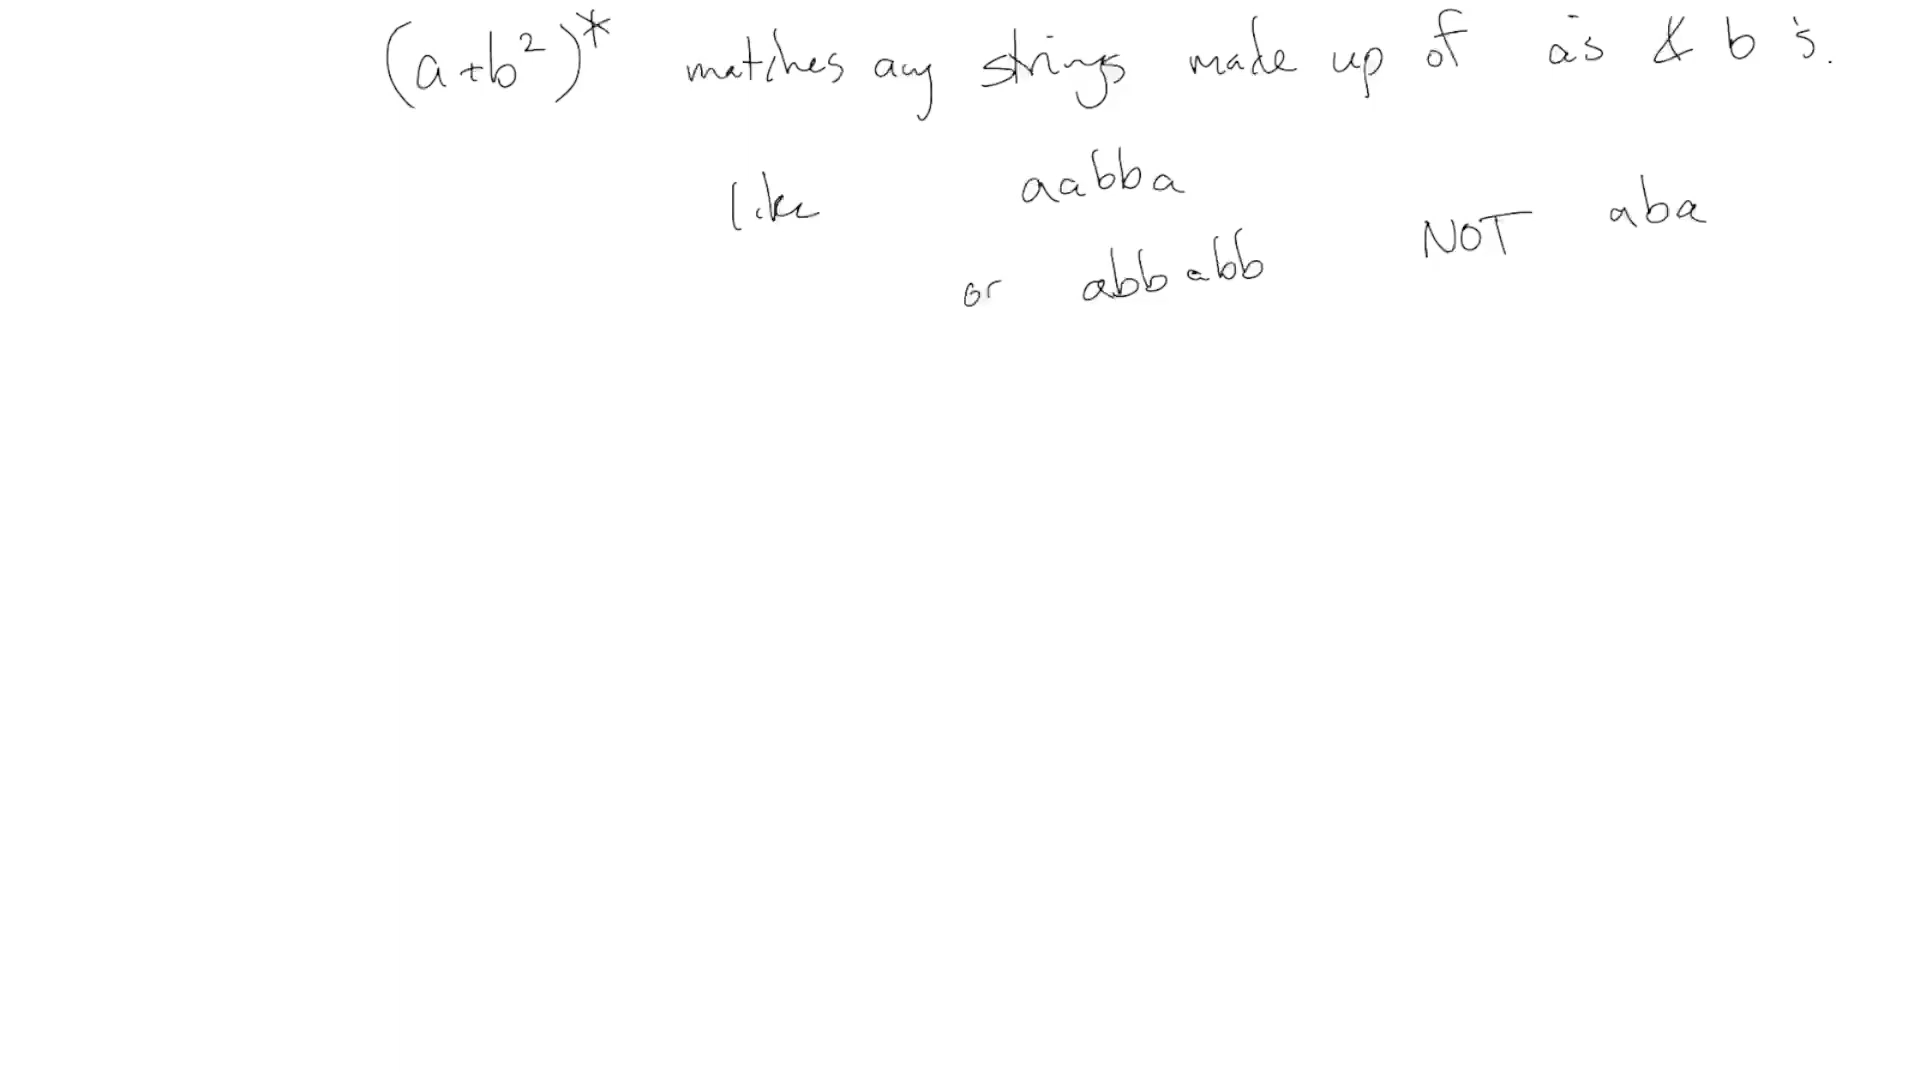 (a+b²)* matches any strings made up of a's & b's.
like aabba NOT aba
or abbabb